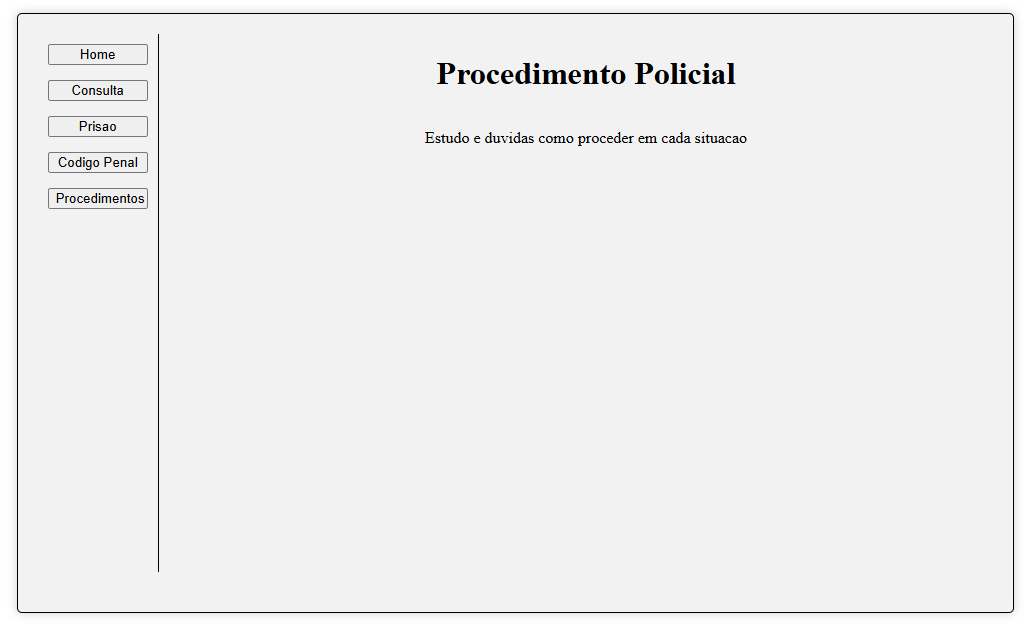 Home
Consulta
Prisao
Codigo Penal
Procedimentos
Procedimento Policial
Estudo e duvidas como proceder em cada situacao